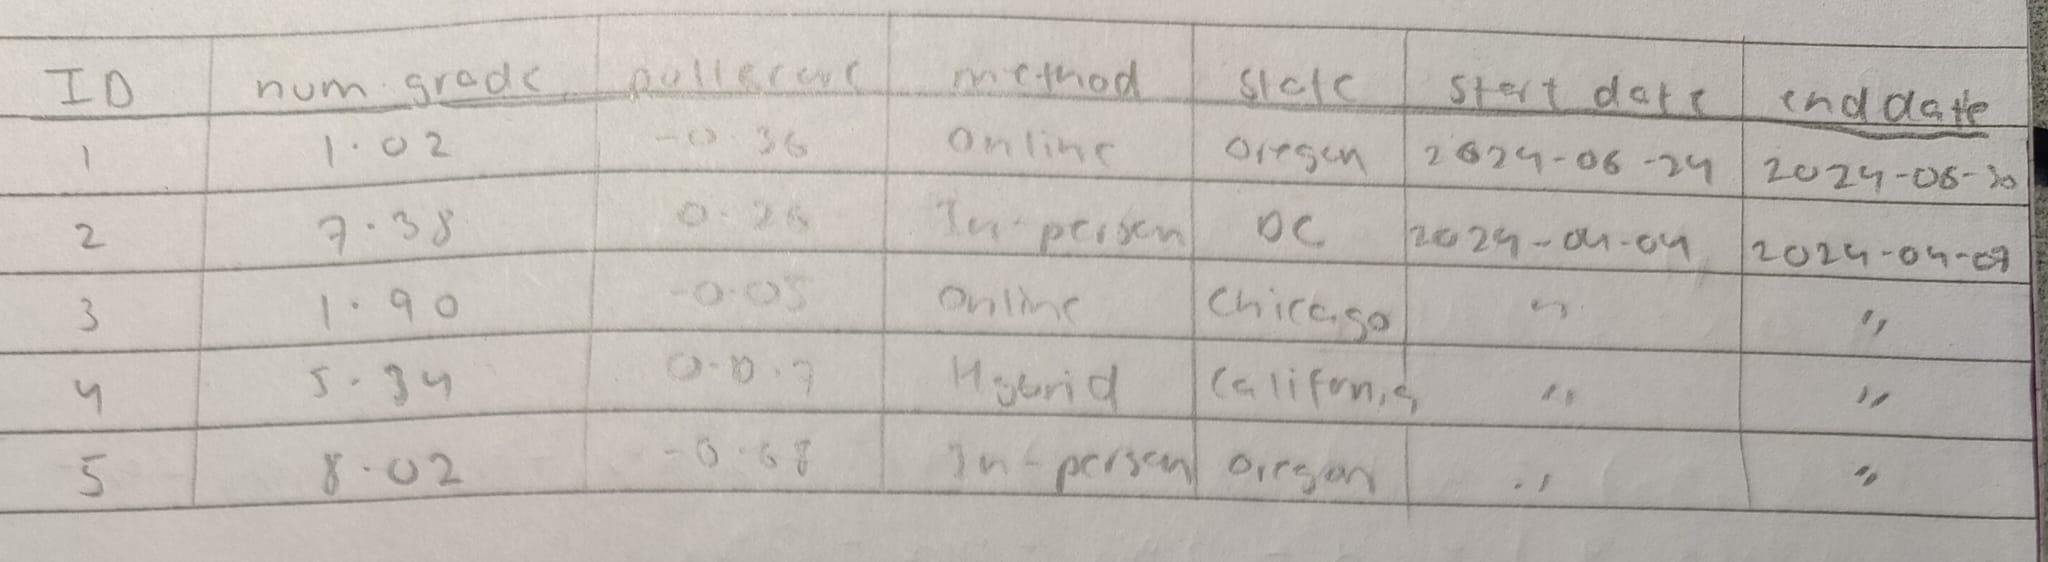 ID num.grade pollscore method state start date end date
1 1.02 -0.36 Online Oregon 2024-06-24 2024-06-30
2 7.38 0.26 In-person DC 2024-04-04 2024-04-07
3 1.90 -0.05 Online Chicago " "
4 5.34 0.0.7 Hybrid California " "
5 8.02 -0.68 In-person Oregon " "